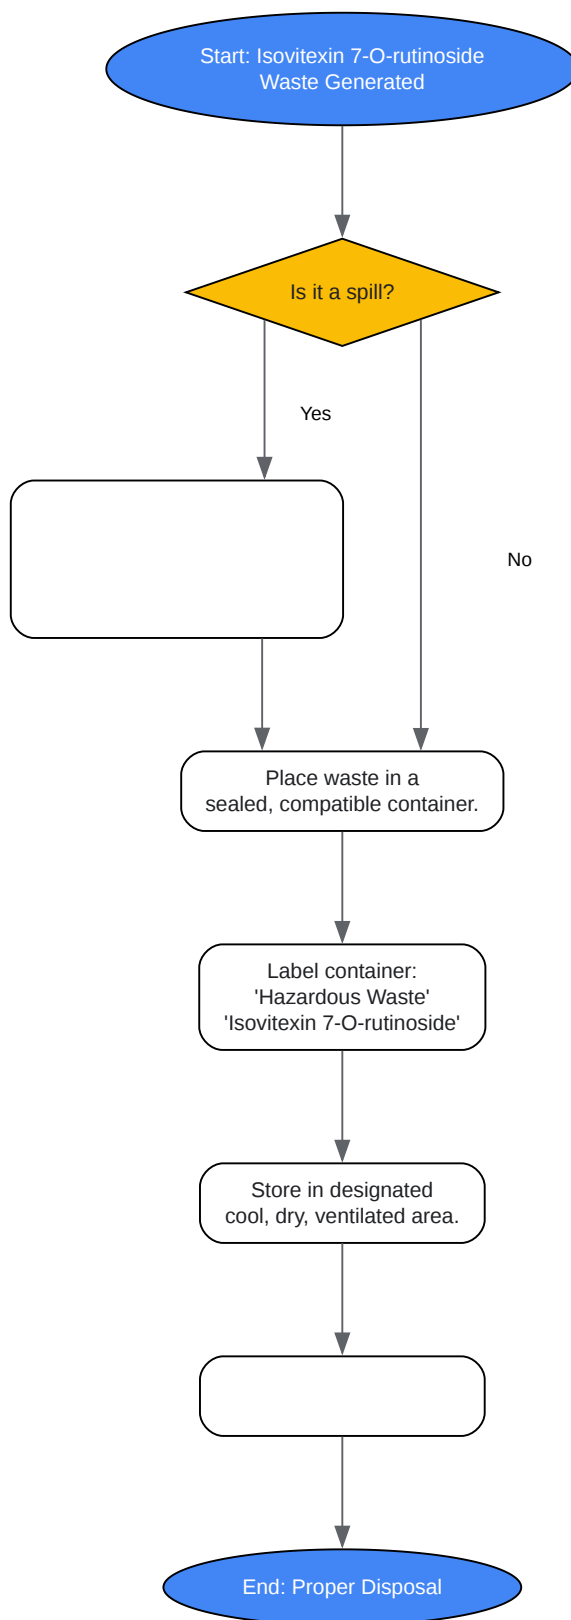 Start: Isovitexin 7-O-rutinoside
Waste Generated
Is it a spill?
Yes
No
Place waste in a
sealed, compatible container.
Label container:
'Hazardous Waste'
'Isovitexin 7-O-rutinoside'
Store in designated
cool, dry, ventilated area.
End: Proper Disposal